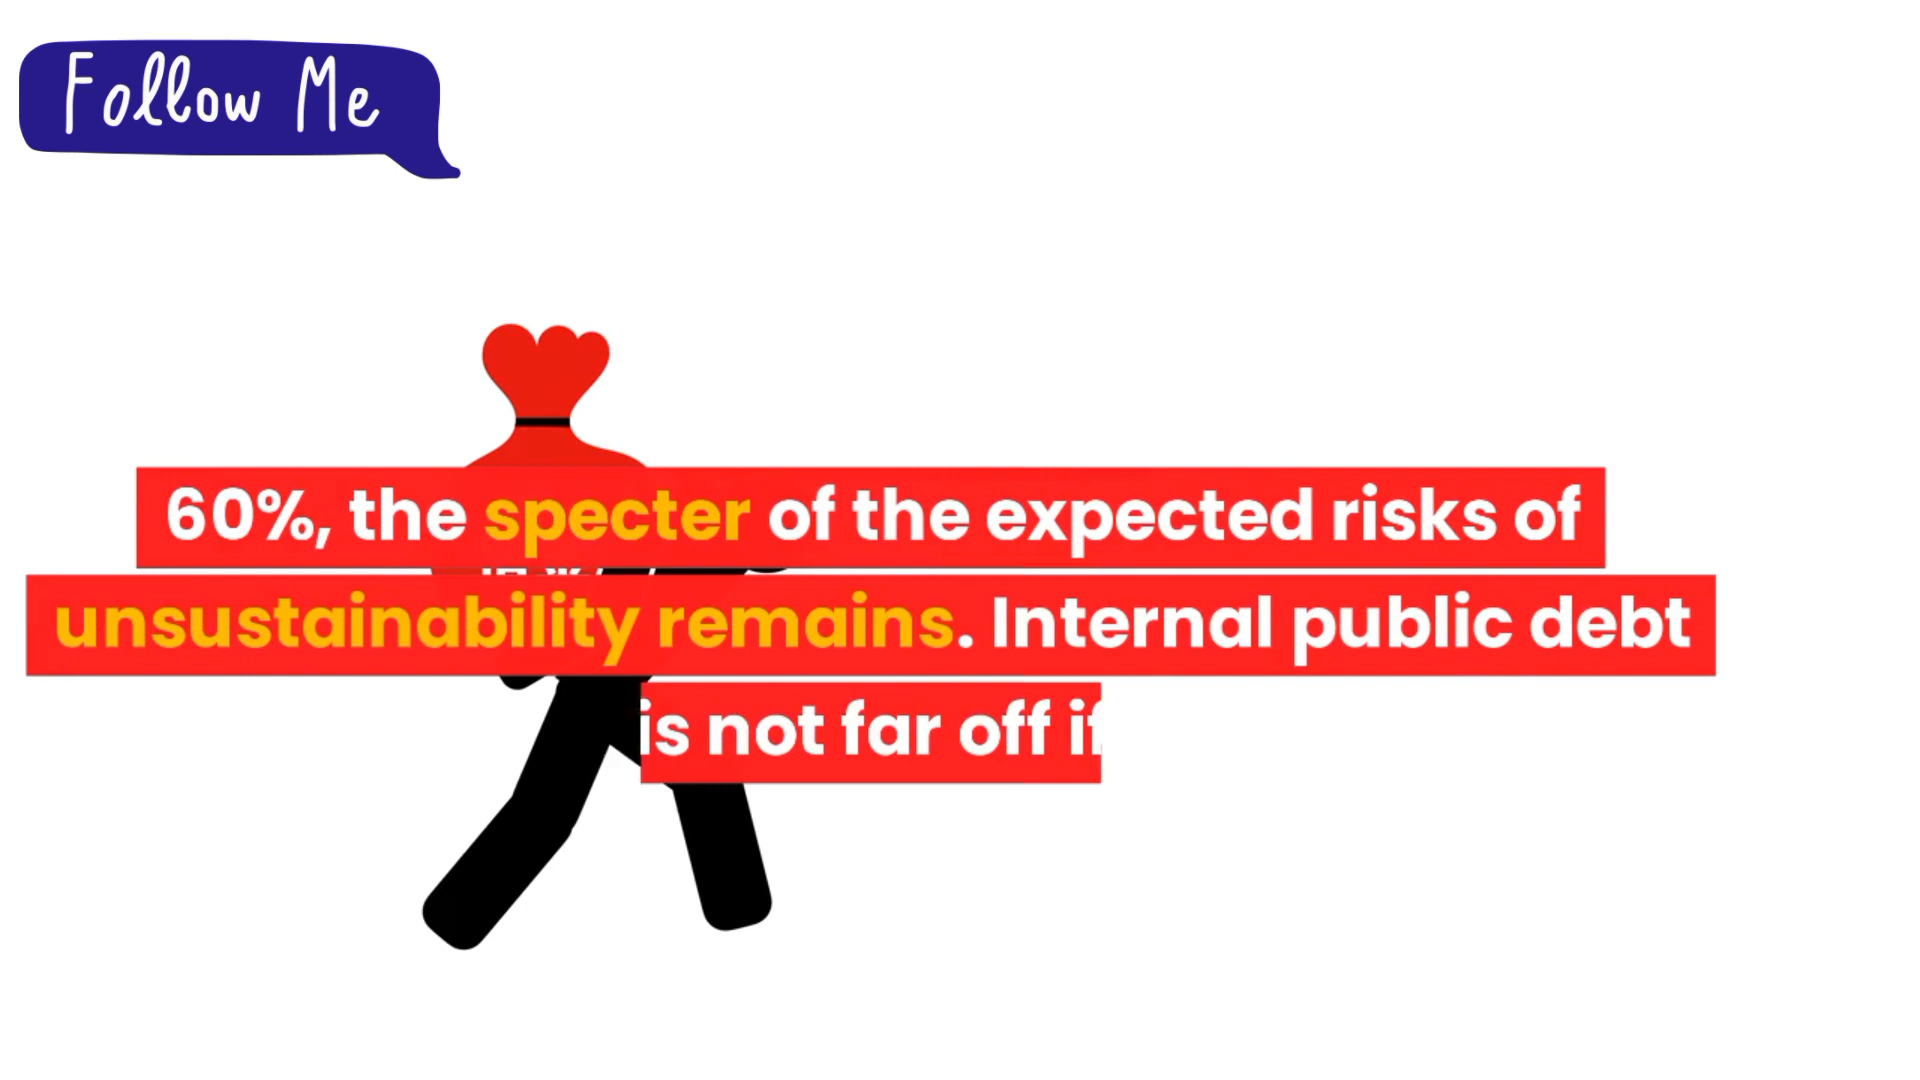 Follow Me
60%, the specter of the expected risks of
unsustainability remains. Internal public debt
is not far off if